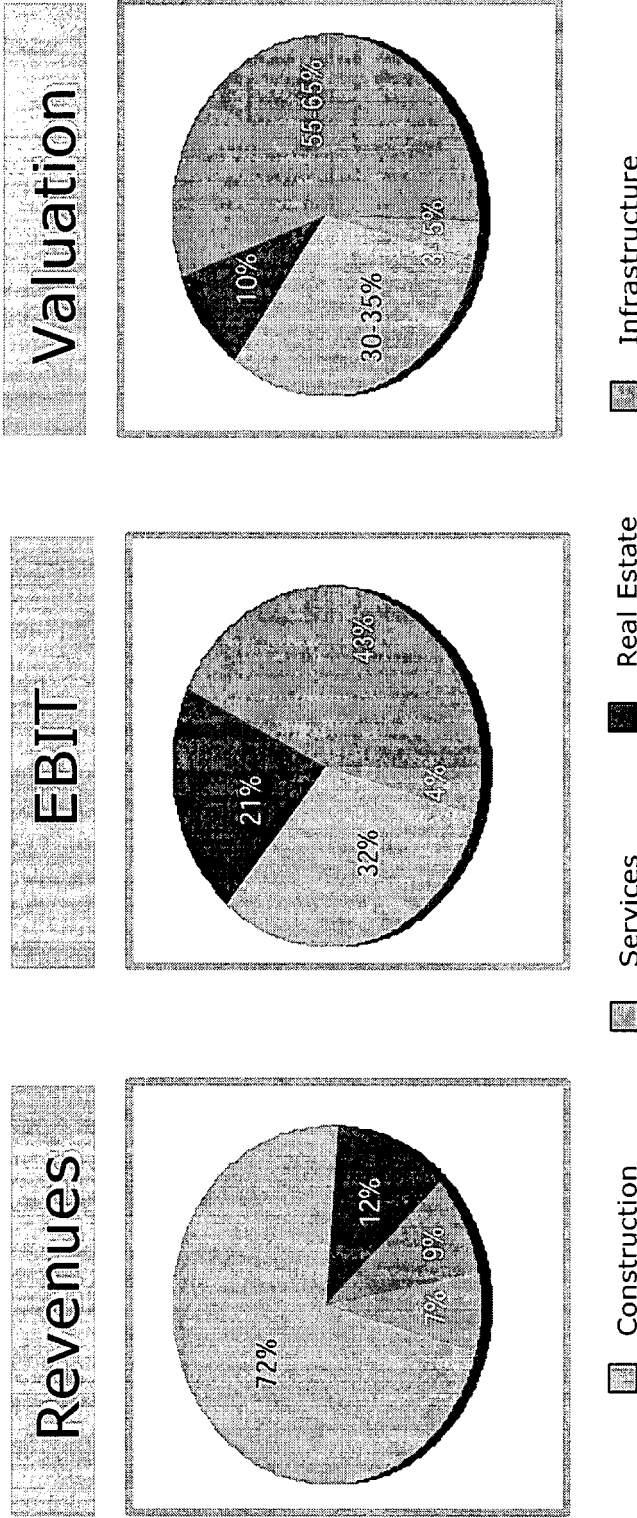 Revenues
72%
12%
9%
7%
EBIT
21%
43%
32%
4%
Valuation
10%
55-65%
30-35%
3 - 5%
Construction
Services
Real Estate
Infrastructure